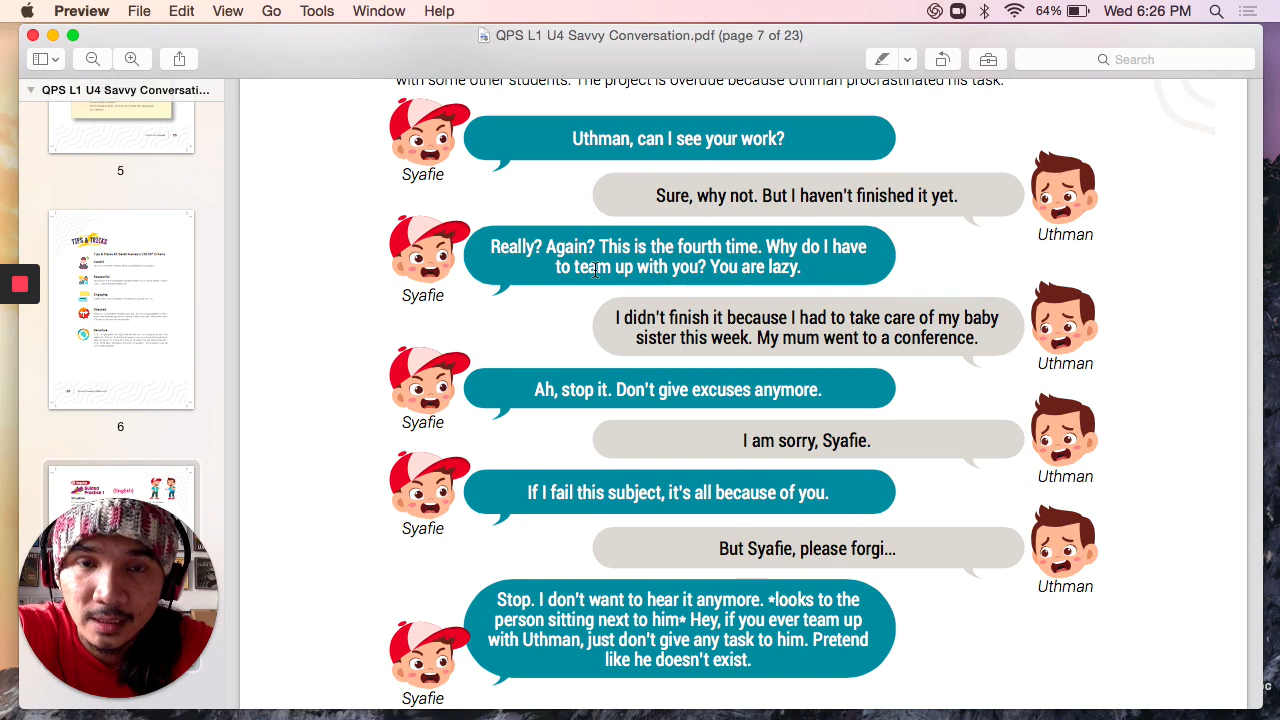 Preview File Edit View Go Tools Window Help 64% Wed 6:26 PM
QPS L1 U4 Savvy Conversation.pdf (page 7 of 23)
Search
QPS L1 U4 Savvy Conversati...
with some other students. The project is overdue because Uthman procrastinated his task.
5
TIPS & TRICKS
6
Guided
Practice 1
(English)
Uthman, can I see your work?
Syafie
Sure, why not. But I haven't finished it yet.
Uthman
Really? Again? This is the fourth time. Why do I have
to team up with you? You are lazy.
Syafie
I didn't finish it because I had to take care of my baby
sister this week. My mum went to a conference.
Uthman
Ah, stop it. Don't give excuses anymore.
Syafie
I am sorry, Syafie.
Uthman
If I fail this subject, it's all because of you.
Syafie
But Syafie, please forgi...
Uthman
Stop. I don't want to hear it anymore. *looks to the
person sitting next to him* Hey, if you ever team up
with Uthman, just don't give any task to him. Pretend
like he doesn't exist.
Syafie